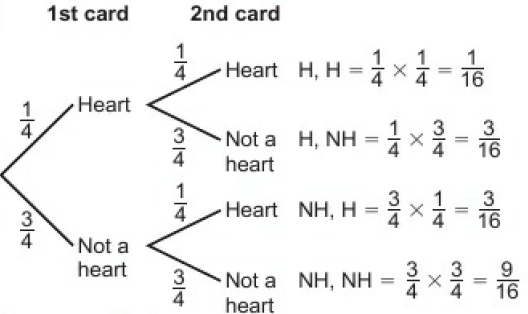 1st card 2nd card
1/4 Heart H, H = 1/4 × 1/4 = 1/16
1/4 Heart
3/4 Not a heart H, NH = 1/4 × 3/4 = 3/16
1/4 Heart NH, H = 3/4 × 1/4 = 3/16
3/4 Not a heart
3/4 Not a heart NH, NH = 3/4 × 3/4 = 9/16